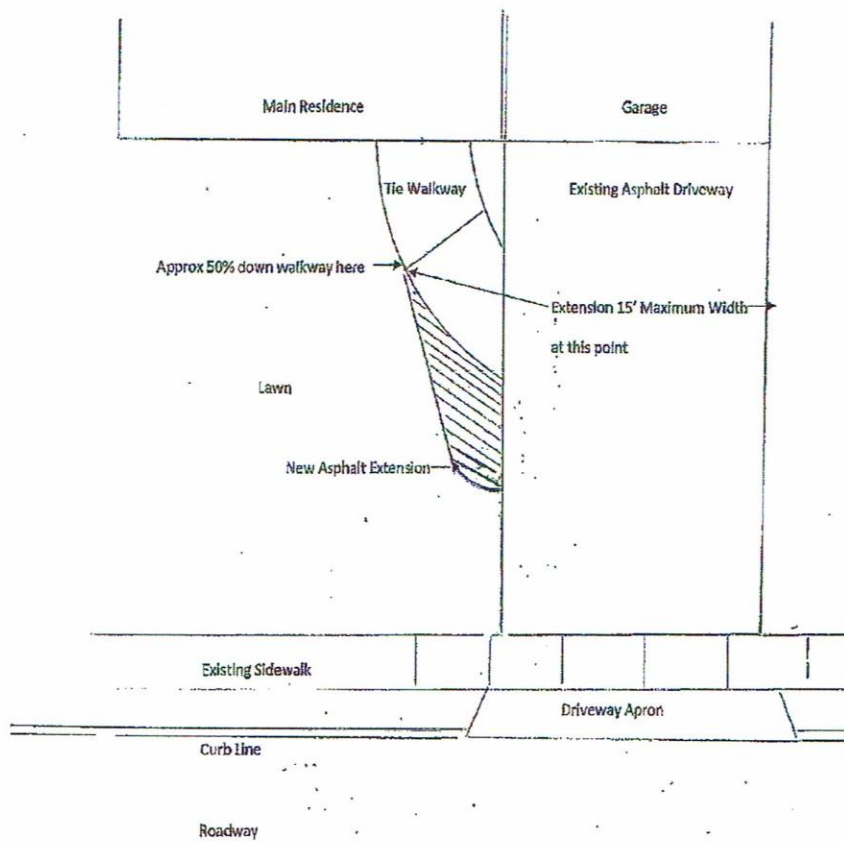 Main Residence
Garage
Tie Walkway
Existing Asphalt Driveway
Approx 50% down walkway here
Extension 15' Maximum Width
at this point
Lawn
New Asphalt Extension
Existing Sidewalk
Driveway Apron
Curb Line
Roadway